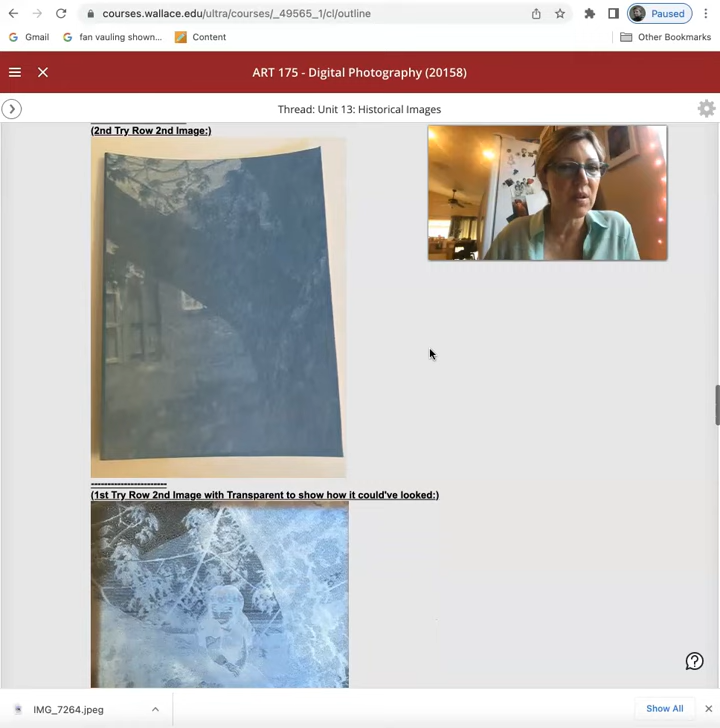 courses.wallace.edu/ultra/courses/_49565_1/cl/outline
Paused
Gmail
fan vauling shown...
Content
Other Bookmarks
ART 175 - Digital Photography (20158)
Thread: Unit 13: Historical Images
(2nd Try Row 2nd Image:)
-----------------------
(1st Try Row 2nd Image with Transparent to show how it could've looked:)
IMG_7264.jpeg
Show All